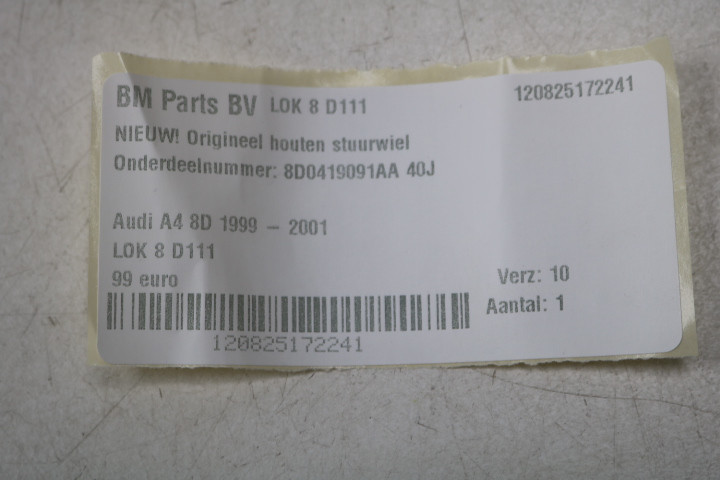 BM Parts BV LOK 8 D111 120825172241
NIEUW! Origineel houten stuurwiel
Onderdeelnummer: 8D0419091AA 40J
Audi A4 8D 1999 – 2001
LOK 8 D111
99 euro
Verz: 10
Aantal: 1
120825172241